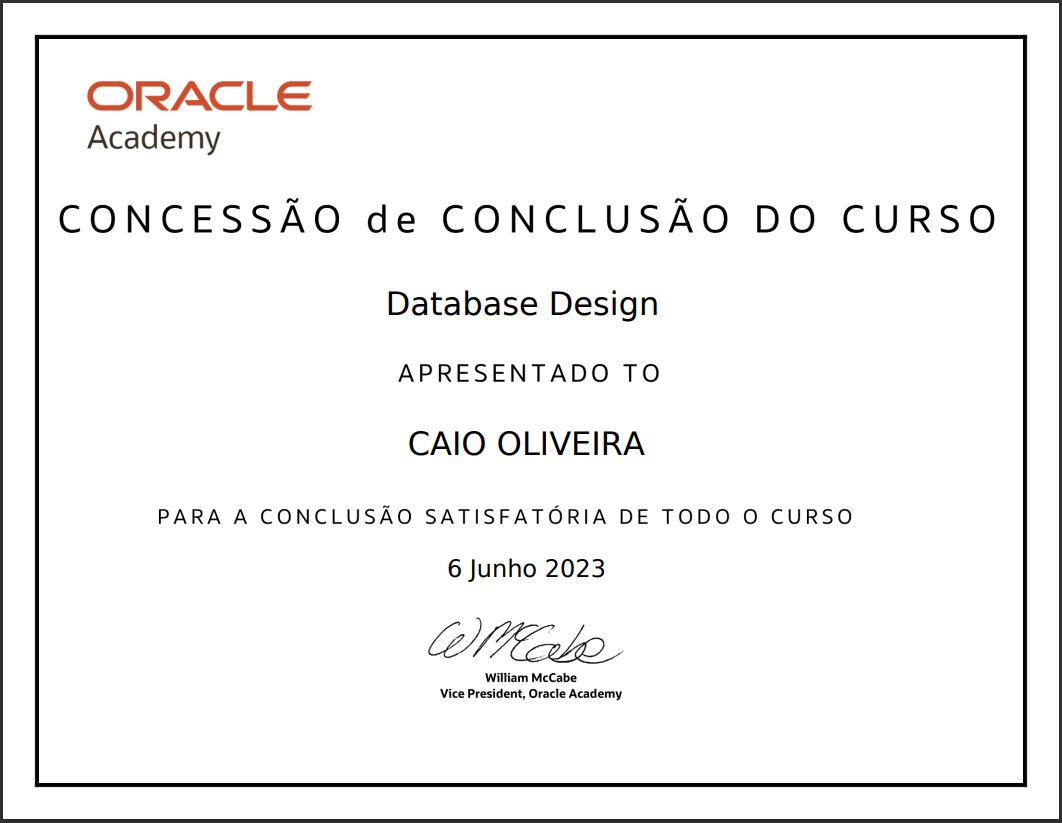 ORACLE
Academy
CONCESSÃO de CONCLUSÃO DO CURSO
Database Design
APRESENTADO TO
CAIO OLIVEIRA
PARA A CONCLUSÃO SATISFATÓRIA DE TODO O CURSO
6 Junho 2023
W McCabe
William McCabe
Vice President, Oracle Academy